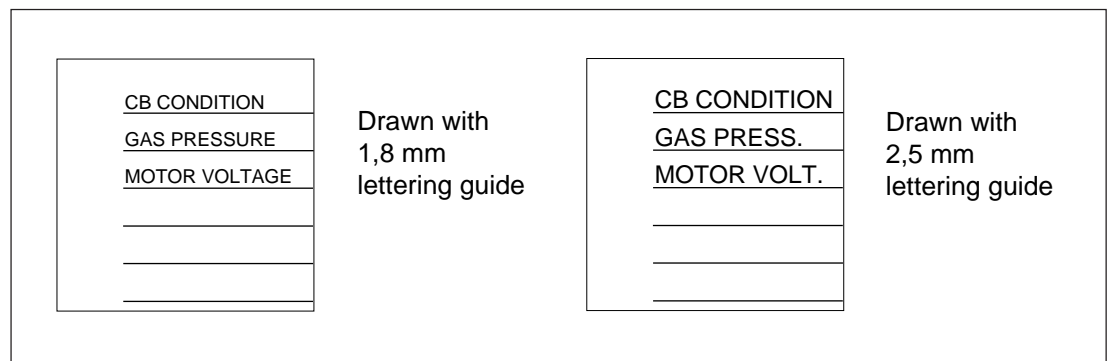 CB CONDITION
GAS PRESSURE
MOTOR VOLTAGE
Drawn with
1,8 mm
lettering guide
CB CONDITION
GAS PRESS.
MOTOR VOLT.
Drawn with
2,5 mm
lettering guide